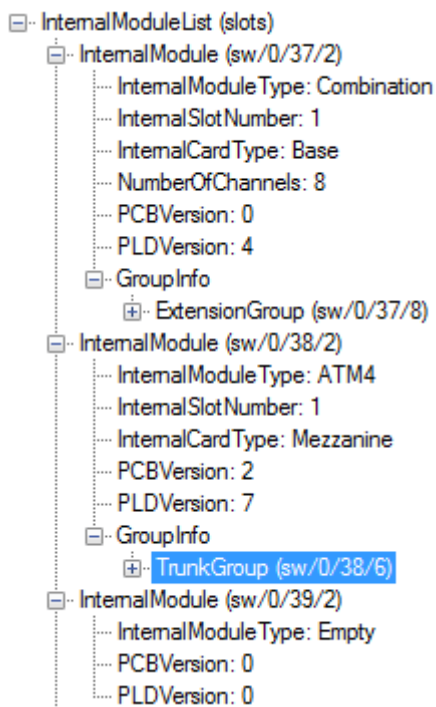 InternalModuleList (slots)
InternalModule (sw/0/37/2)
InternalModuleType: Combination
InternalSlotNumber: 1
InternalCardType: Base
NumberOfChannels: 8
PCBVersion: 0
PLDVersion: 4
GroupInfo
ExtensionGroup (sw/0/37/8)
InternalModule (sw/0/38/2)
InternalModuleType: ATM4
InternalSlotNumber: 1
InternalCardType: Mezzanine
PCBVersion: 2
PLDVersion: 7
GroupInfo
TrunkGroup (sw/0/38/6)
InternalModule (sw/0/39/2)
InternalModuleType: Empty
PCBVersion: 0
PLDVersion: 0